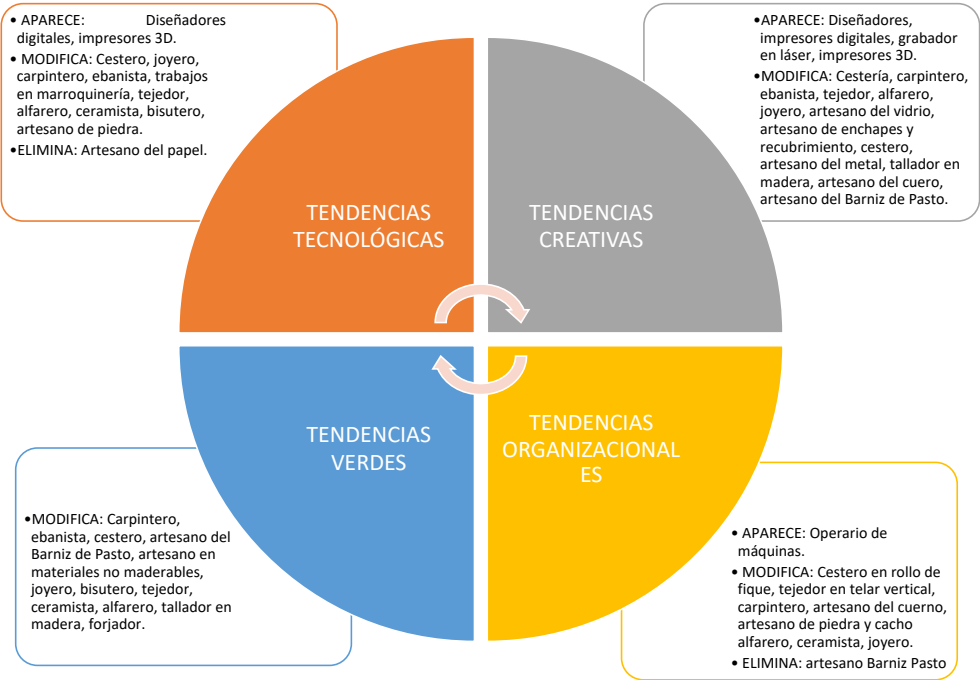 • APARECE: Diseñadores
digitales, impresores 3D.
• MODIFICA: Cestero, joyero,
carpintero, ebanista, trabajos
en marroquinería, tejedor,
alfarero, ceramista, bisutero,
artesano de piedra.
•ELIMINA: Artesano del papel.
•APARECE: Diseñadores,
impresores digitales, grabador
en láser, impresores 3D.
•MODIFICA: Cestería, carpintero,
ebanista, tejedor, alfarero,
joyero, artesano del vidrio,
artesano de enchapes y
recubrimiento, cestero,
artesano del metal, tallador en
madera, artesano del cuero,
artesano del Barniz de Pasto.
TENDENCIAS
TECNOLÓGICAS
TENDENCIAS
CREATIVAS
TENDENCIAS
VERDES
TENDENCIAS
ORGANIZACIONAL
ES
•MODIFICA: Carpintero,
ebanista, cestero, artesano del
Barniz de Pasto, artesano en
materiales no maderables,
joyero, bisutero, tejedor,
ceramista, alfarero, tallador en
madera, forjador.
• APARECE: Operario de
máquinas.
• MODIFICA: Cestero en rollo de
fique, tejedor en telar vertical,
carpintero, artesano del cuerno,
artesano de piedra y cacho
alfarero, ceramista, joyero.
• ELIMINA: artesano Barniz Pasto